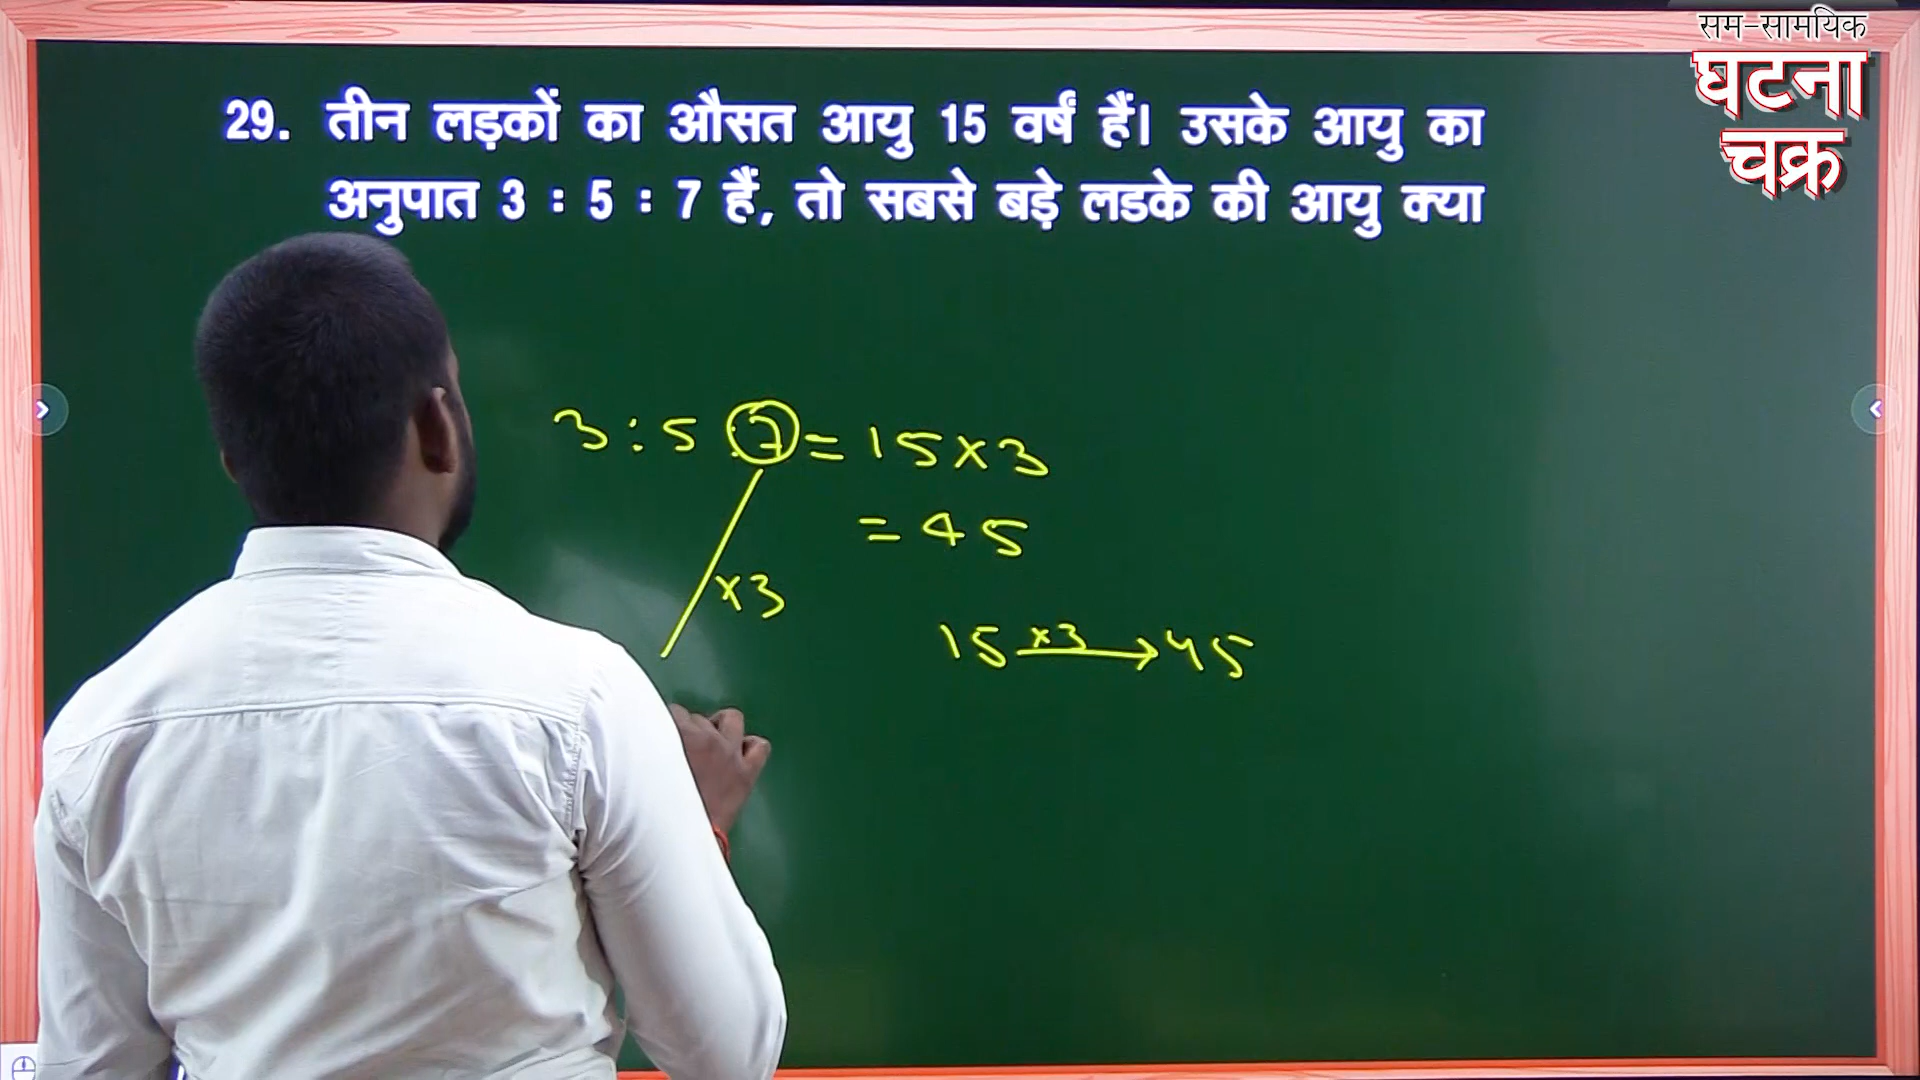 सम-सामयिक
घटना
चक्र
29. तीन लड़कों का औसत आयु 15 वर्षं हैं। उसके आयु का
अनुपात 3 : 5 : 7 हैं, तो सबसे बड़े लडके की आयु क्या
3 : 5 : 7 = 15 × 3
= 45
×3
15 ×3 → 45